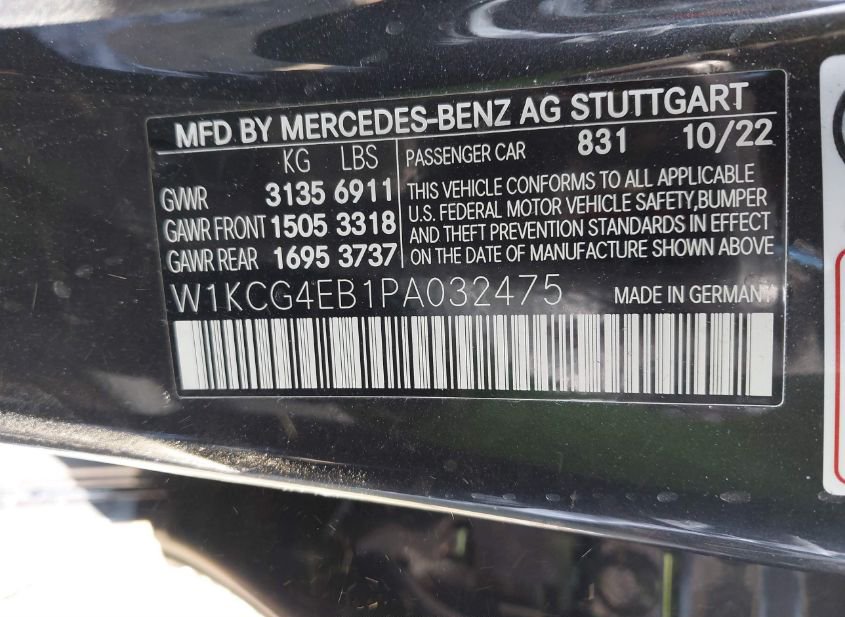 MFD BY MERCEDES-BENZ AG STUTTGART
KG LBS
GVWR 3135 6911
GAWR FRONT 1505 3318
GAWR REAR 1695 3737
PASSENGER CAR 831 10/22
THIS VEHICLE CONFORMS TO ALL APPLICABLE
U.S. FEDERAL MOTOR VEHICLE SAFETY,BUMPER
AND THEFT PREVENTION STANDARDS IN EFFECT
ON THE DATE OF MANUFACTURE SHOWN ABOVE
W1KCG4EB1PA032475 MADE IN GERMANY